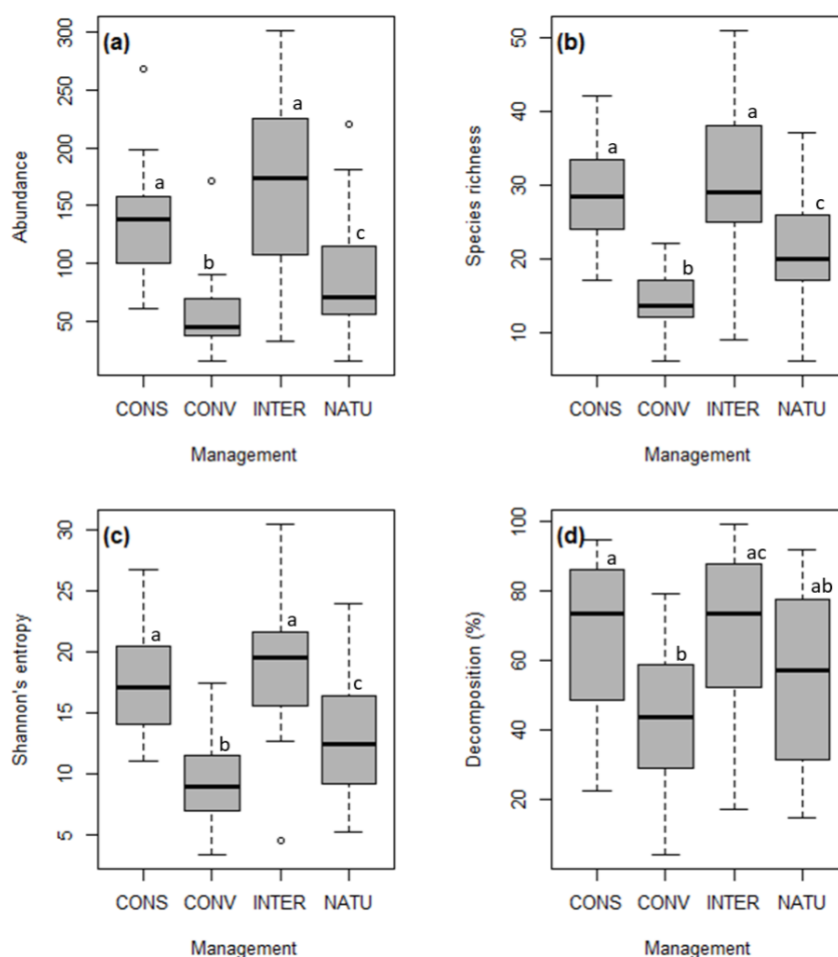 (a)
Abundance
300
250
200
150
100
50
a
b
a
c
CONS CONV INTER NATU
Management
(b)
Species richness
50
40
30
20
10
a
b
a
c
CONS CONV INTER NATU
Management
(c)
Shannon's entropy
30
25
20
15
10
5
a
b
a
c
CONS CONV INTER NATU
Management
(d)
Decomposition (%)
100
80
60
40
20
a
b
ac
ab
CONS CONV INTER NATU
Management